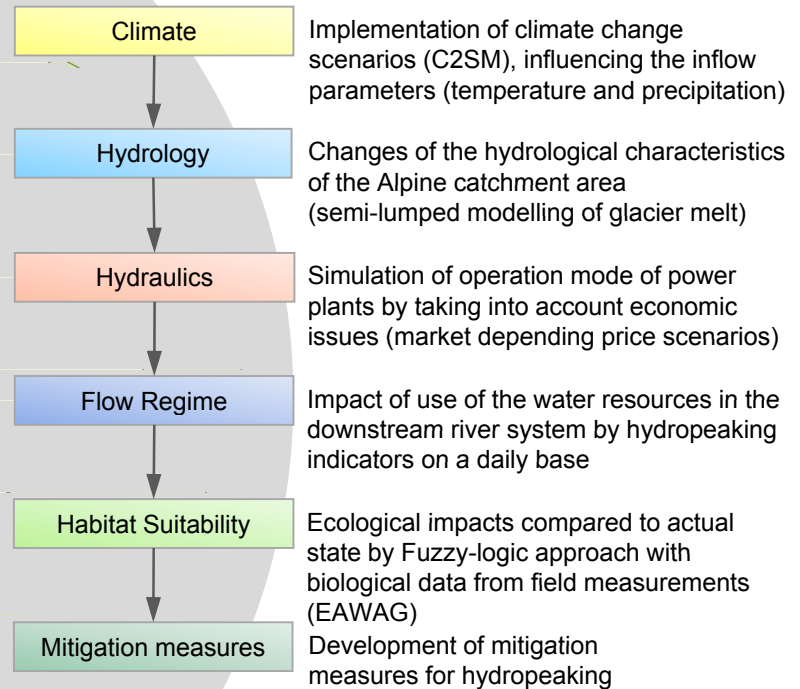 Climate
Implementation of climate change
scenarios (C2SM), influencing the inflow
parameters (temperature and precipitation)
Hydrology
Changes of the hydrological characteristics
of the Alpine catchment area
(semi-lumped modelling of glacier melt)
Hydraulics
Simulation of operation mode of power
plants by taking into account economic
issues (market depending price scenarios)
Flow Regime
Impact of use of the water resources in the
downstream river system by hydropeaking
indicators on a daily base
Habitat Suitability
Ecological impacts compared to actual
state by Fuzzy-logic approach with
biological data from field measurements
(EAWAG)
Mitigation measures
Development of mitigation
measures for hydropeaking